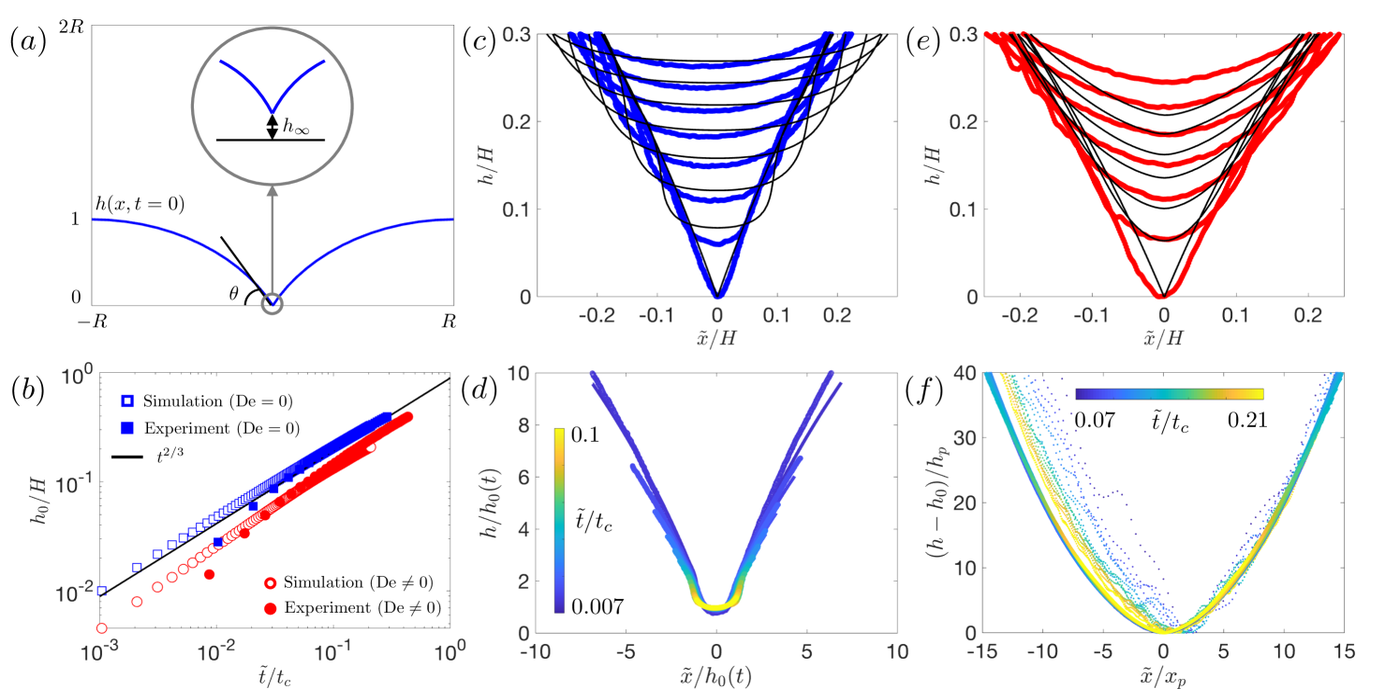 (a)
2R
h∞
h(x, t = 0)
1
θ
0
−R
R
(c)
0.3
0.2
0.1
0
h/H
-0.2
-0.1
0
0.1
0.2
x̃/H
(e)
0.3
0.2
0.1
0
h/H
-0.2
-0.1
0
0.1
0.2
x̃/H
(b)
10⁰
10⁻¹
10⁻²
h₀/H
Simulation (De = 0)
Experiment (De = 0)
t^{2/3}
Simulation (De ≠ 0)
Experiment (De ≠ 0)
10⁻³
10⁻²
10⁻¹
10⁰
t̃/t_c
(d)
10
8
6
4
2
0
h/h₀(t)
0.1
t̃/t_c
0.007
-10
-5
0
5
10
x̃/h₀(t)
(f)
40
30
20
10
0
(h − h₀)/h_p
0.07
t̃/t_c
0.21
-15
-10
-5
0
5
10
15
x̃/x_p